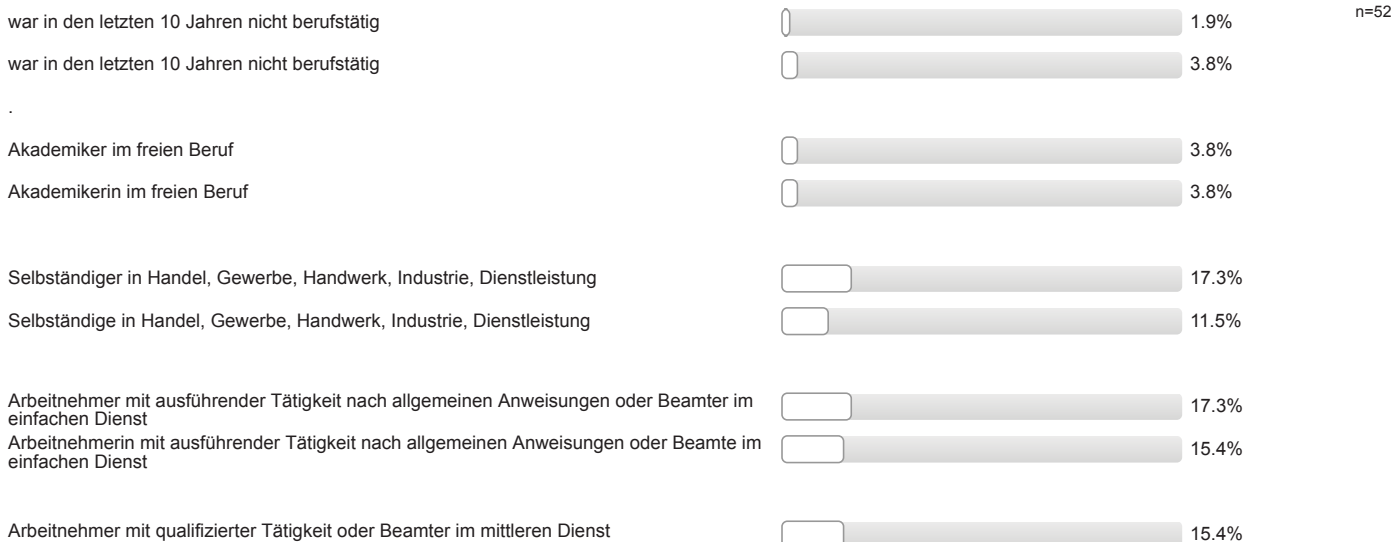 war in den letzten 10 Jahren nicht berufstätig 1.9% n=52
war in den letzten 10 Jahren nicht berufstätig 3.8%
.
Akademiker im freien Beruf 3.8%
Akademikerin im freien Beruf 3.8%
Selbständiger in Handel, Gewerbe, Handwerk, Industrie, Dienstleistung 17.3%
Selbständige in Handel, Gewerbe, Handwerk, Industrie, Dienstleistung 11.5%
Arbeitnehmer mit ausführender Tätigkeit nach allgemeinen Anweisungen oder Beamter im
einfachen Dienst 17.3%
Arbeitnehmerin mit ausführender Tätigkeit nach allgemeinen Anweisungen oder Beamte im
einfachen Dienst 15.4%
Arbeitnehmer mit qualifizierter Tätigkeit oder Beamter im mittleren Dienst 15.4%